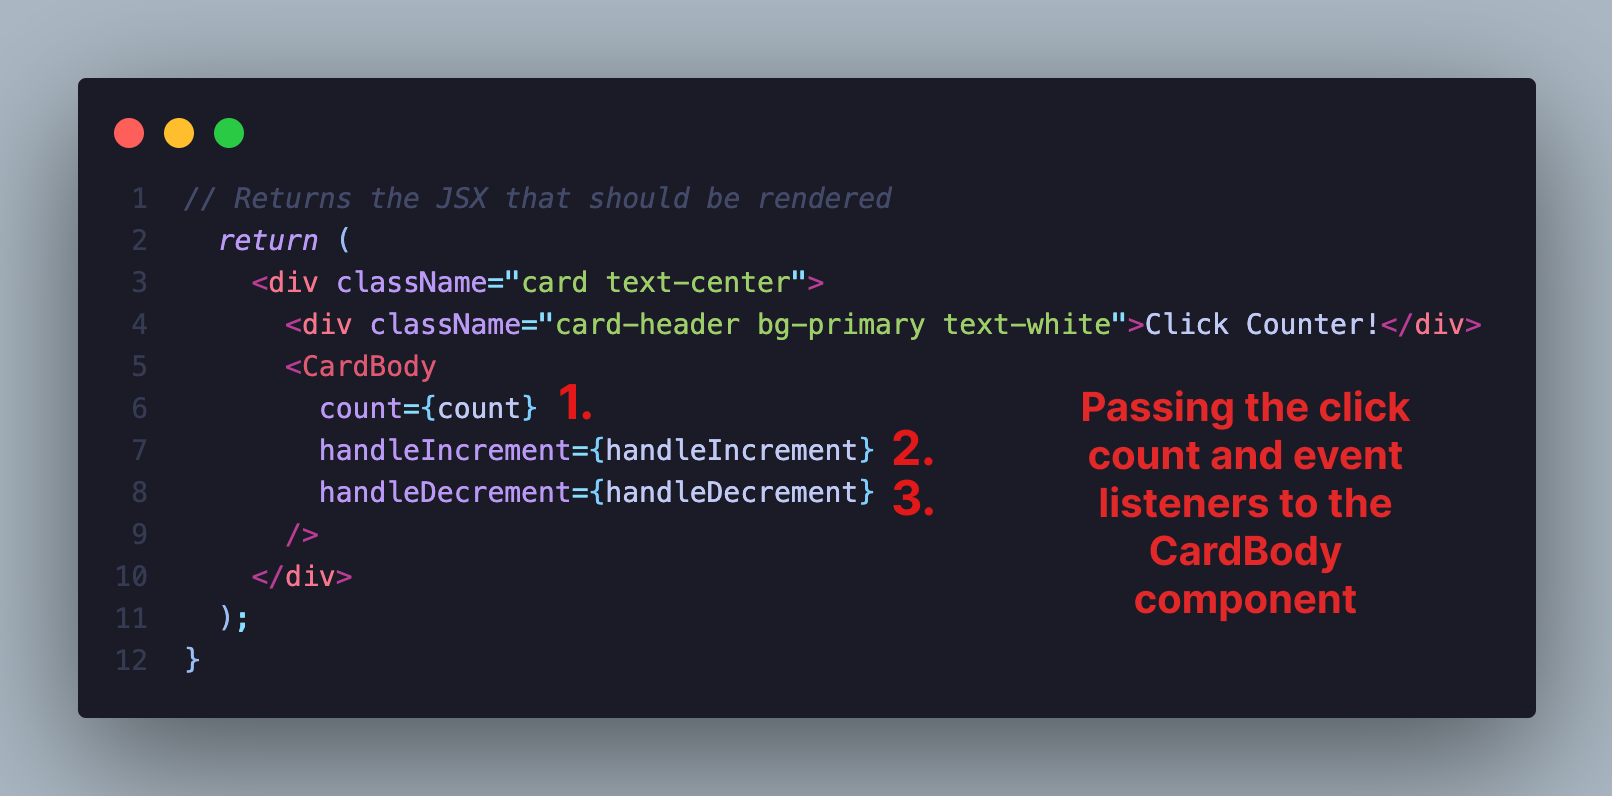 1 // Returns the JSX that should be rendered
2 return (
3 <div className="card text-center">
4 <div className="card-header bg-primary text-white">Click Counter!</div>
5 <CardBody
6 count={count} 1.
7 handleIncrement={handleIncrement} 2.
8 handleDecrement={handleDecrement} 3.
9 />
10 </div>
11 );
12 }
Passing the click
count and event
listeners to the
CardBody
component